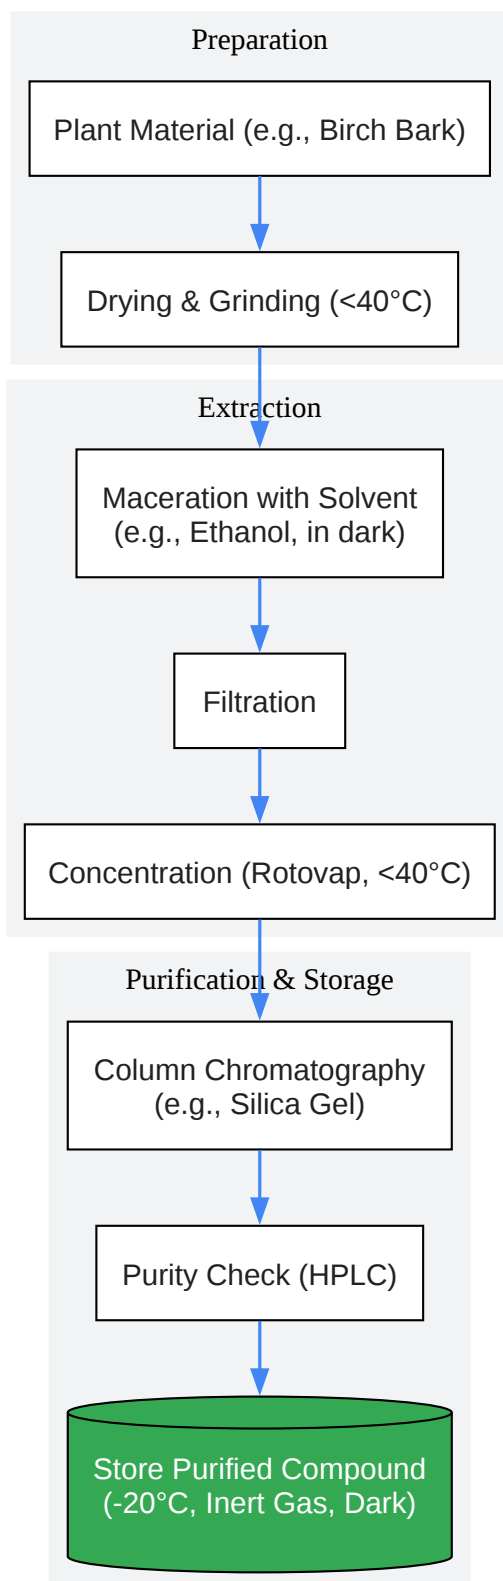 Preparation
Plant Material (e.g., Birch Bark)
Drying & Grinding (<40°C)
Extraction
Maceration with Solvent
(e.g., Ethanol, in dark)
Filtration
Concentration (Rotovap, <40°C)
Purification & Storage
Column Chromatography
(e.g., Silica Gel)
Purity Check (HPLC)
Store Purified Compound
(-20°C, Inert Gas, Dark)